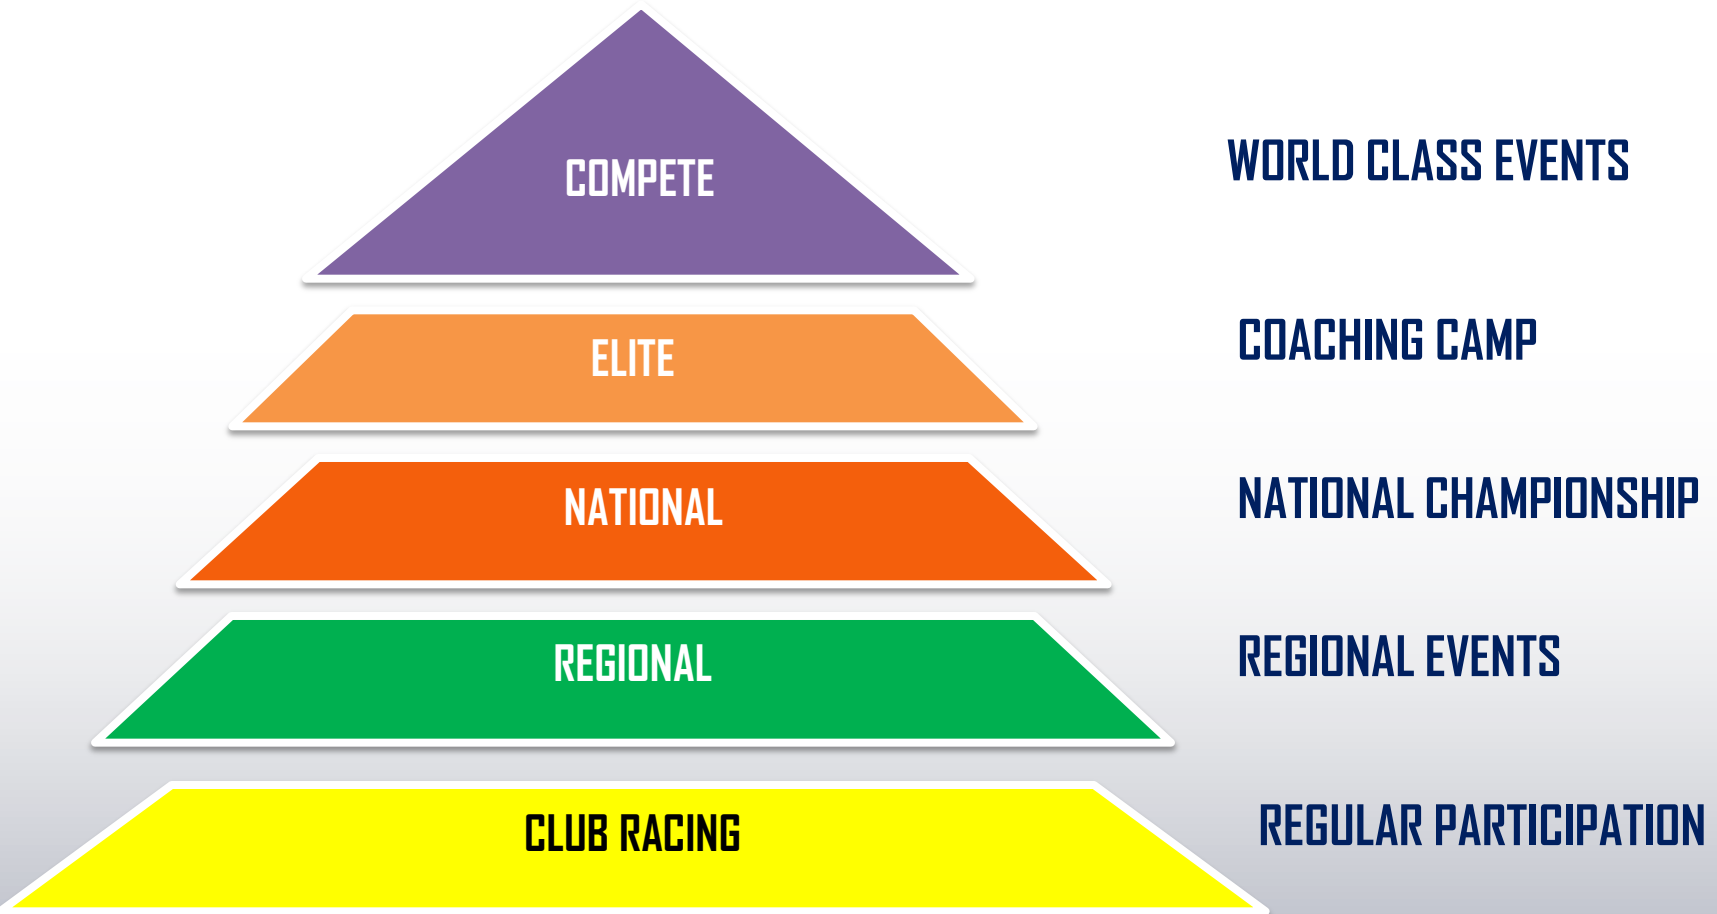 COMPETE
WORLD CLASS EVENTS
ELITE
COACHING CAMP
NATIONAL
NATIONAL CHAMPIONSHIP
REGIONAL
REGIONAL EVENTS
CLUB RACING
REGULAR PARTICIPATION